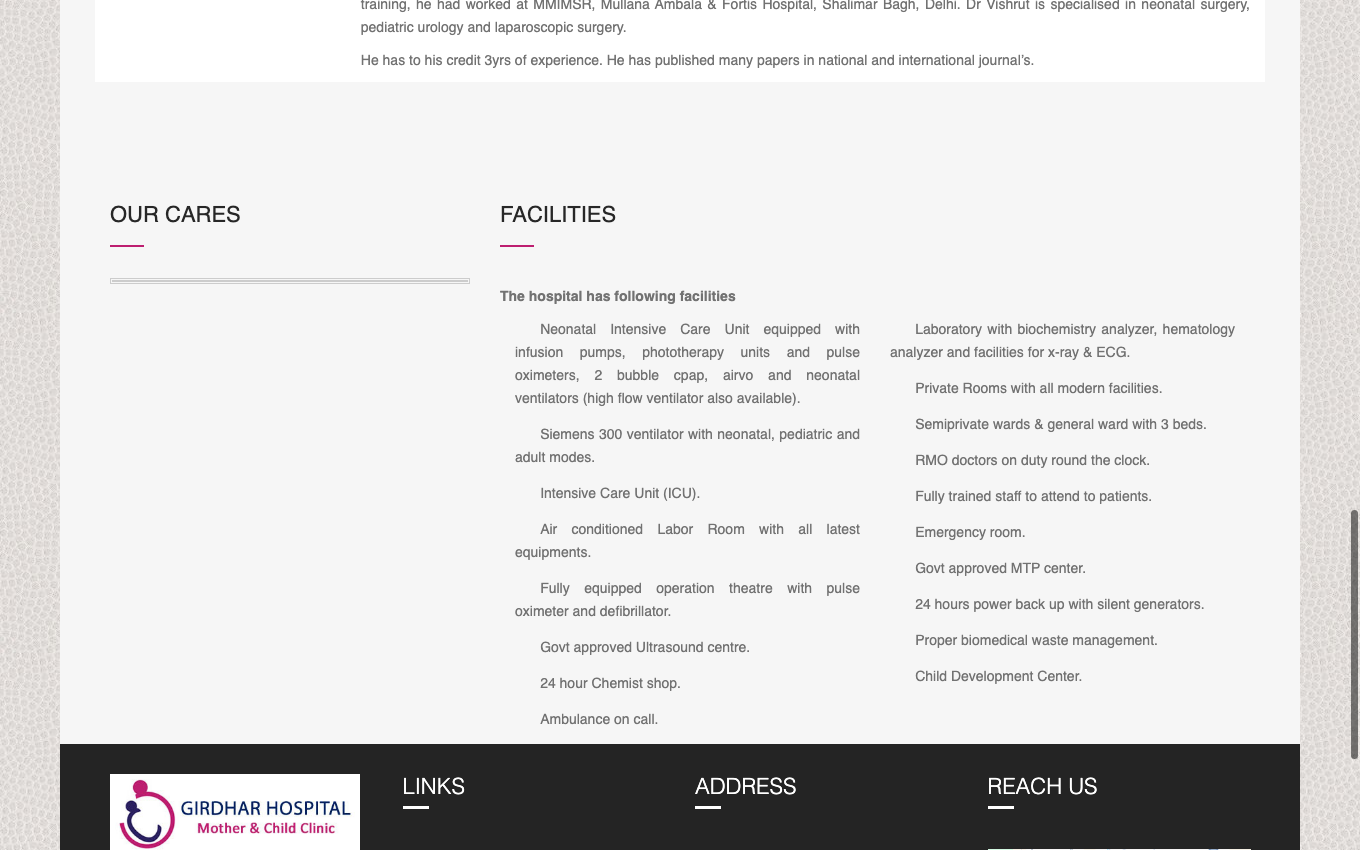 training, he had worked at MMIMSR, Mullana Ambala & Fortis Hospital, Shalimar Bagh, Delhi. Dr Vishrut is specialised in neonatal surgery,
pediatric urology and laparoscopic surgery.
He has to his credit 3yrs of experience. He has published many papers in national and international journal’s.
OUR CARES
FACILITIES
The hospital has following facilities
Neonatal Intensive Care Unit equipped with
infusion pumps, phototherapy units and pulse
oximeters, 2 bubble cpap, airvo and neonatal
ventilators (high flow ventilator also available).
Siemens 300 ventilator with neonatal, pediatric and
adult modes.
Intensive Care Unit (ICU).
Air conditioned Labor Room with all latest
equipments.
Fully equipped operation theatre with pulse
oximeter and defibrillator.
Govt approved Ultrasound centre.
24 hour Chemist shop.
Ambulance on call.
Laboratory with biochemistry analyzer, hematology
analyzer and facilities for x-ray & ECG.
Private Rooms with all modern facilities.
Semiprivate wards & general ward with 3 beds.
RMO doctors on duty round the clock.
Fully trained staff to attend to patients.
Emergency room.
Govt approved MTP center.
24 hours power back up with silent generators.
Proper biomedical waste management.
Child Development Center.
GIRDHAR HOSPITAL
Mother & Child Clinic
LINKS
ADDRESS
REACH US